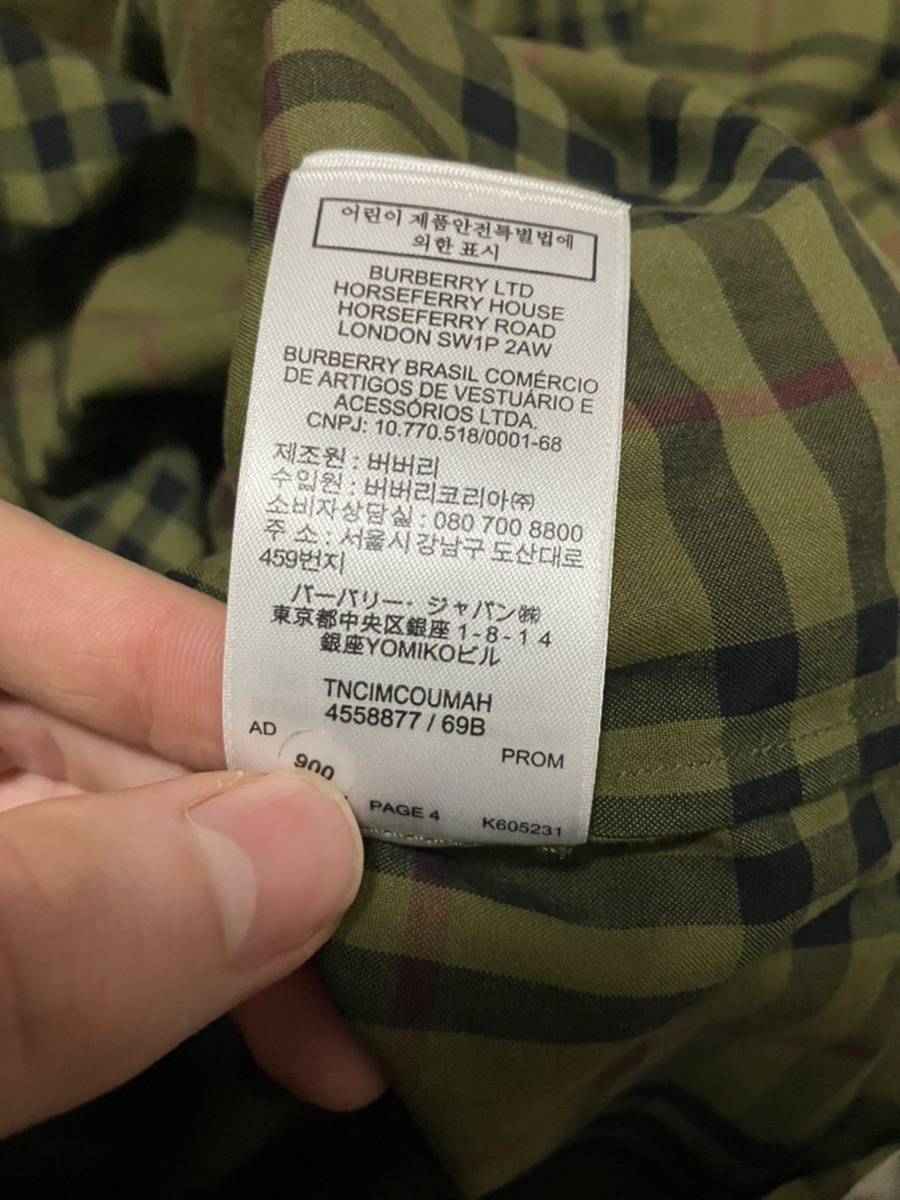 어린이 제품안전특별법에
의한 표시
BURBERRY LTD
HORSEFERRY HOUSE
HORSEFERRY ROAD
LONDON SW1P 2AW
BURBERRY BRASIL COMÉRCIO
DE ARTIGOS DE VESTUÁRIO E
ACESSÓRIOS LTDA.
CNPJ: 10.770.518/0001-68
제조원 : 버버리
수입원 : 버버리코리아㈜
소비자상담실 : 080 700 8800
주 소 : 서울시 강남구 도산대로
459번지
バーバリー・ジャパン㈱
東京都中央区銀座 1-8-14
銀座YOMIKOビル
TNCIMCOUMAH
4558877 / 69B
AD
PROM
900
PAGE 4
K605231